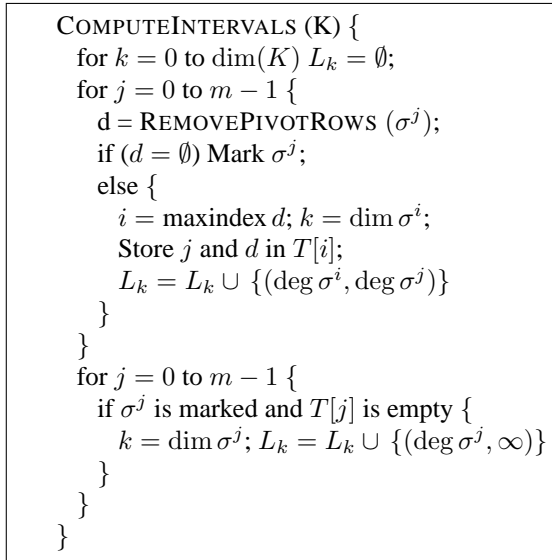 COMPUTEINTERVALS (K) {
for k = 0 to dim(K) L_k = ∅;
for j = 0 to m − 1 {
d = REMOVEPIVOTROWS (σ^j);
if (d = ∅) Mark σ^j;
else {
i = maxindex d; k = dim σ^i;
Store j and d in T[i];
L_k = L_k ∪ {(deg σ^i, deg σ^j)}
}
}
for j = 0 to m − 1 {
if σ^j is marked and T[j] is empty {
k = dim σ^j; L_k = L_k ∪ {(deg σ^j, ∞)}
}
}
}